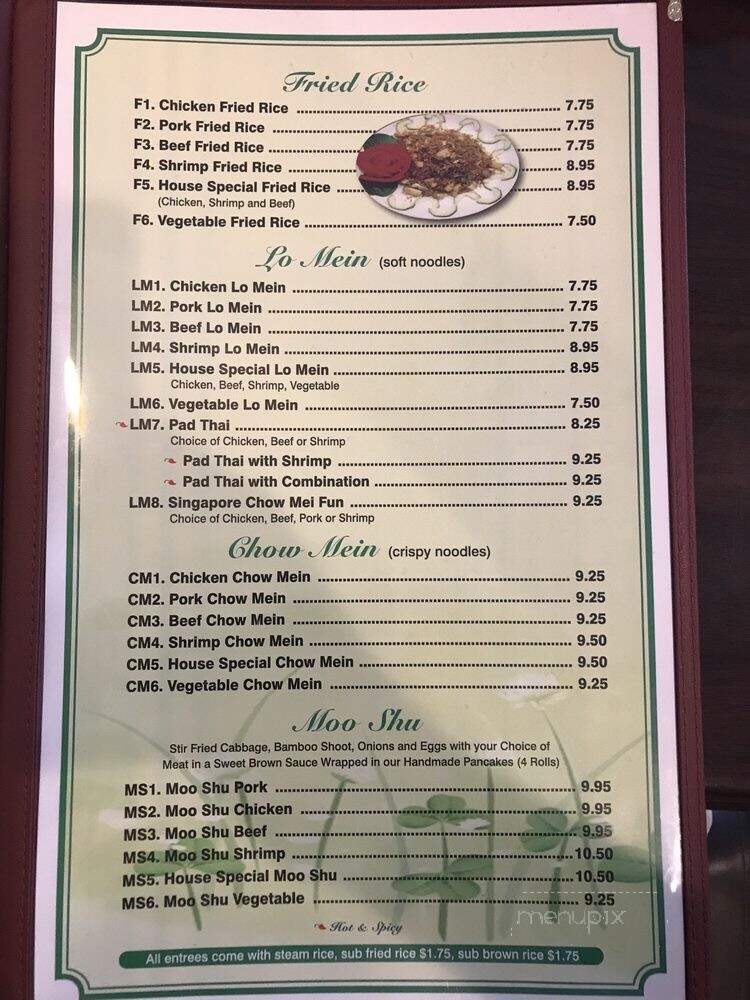 Fried Rice
F1. Chicken Fried Rice ........ 7.75
F2. Pork Fried Rice ........ 7.75
F3. Beef Fried Rice ........ 7.75
F4. Shrimp Fried Rice ........ 8.95
F5. House Special Fried Rice ........ 8.95
(Chicken, Shrimp and Beef)
F6. Vegetable Fried Rice ........ 7.50
Lo Mein (soft noodles)
LM1. Chicken Lo Mein ........ 7.75
LM2. Pork Lo Mein ........ 7.75
LM3. Beef Lo Mein ........ 7.75
LM4. Shrimp Lo Mein ........ 8.95
LM5. House Special Lo Mein ........ 8.95
Chicken, Beef, Shrimp, Vegetable
LM6. Vegetable Lo Mein ........ 7.50
LM7. Pad Thai ........ 8.25
Choice of Chicken, Beef or Shrimp
Pad Thai with Shrimp ........ 9.25
Pad Thai with Combination ........ 9.25
LM8. Singapore Chow Mei Fun ........ 9.25
Choice of Chicken, Beef, Pork or Shrimp
Chow Mein (crispy noodles)
CM1. Chicken Chow Mein ........ 9.25
CM2. Pork Chow Mein ........ 9.25
CM3. Beef Chow Mein ........ 9.25
CM4. Shrimp Chow Mein ........ 9.50
CM5. House Special Chow Mein ........ 9.50
CM6. Vegetable Chow Mein ........ 9.25
Moo Shu
Stir Fried Cabbage, Bamboo Shoot, Onions and Eggs with your Choice of
Meat in a Sweet Brown Sauce Wrapped in our Handmade Pancakes (4 Rolls)
MS1. Moo Shu Pork ........ 9.95
MS2. Moo Shu Chicken ........ 9.95
MS3. Moo Shu Beef ........ 9.95
MS4. Moo Shu Shrimp ........ 10.50
MS5. House Special Moo Shu ........ 10.50
MS6. Moo Shu Vegetable ........ 9.25
menupix
Hot & Spicy
All entrees come with steam rice, sub fried rice $1.75, sub brown rice $1.75